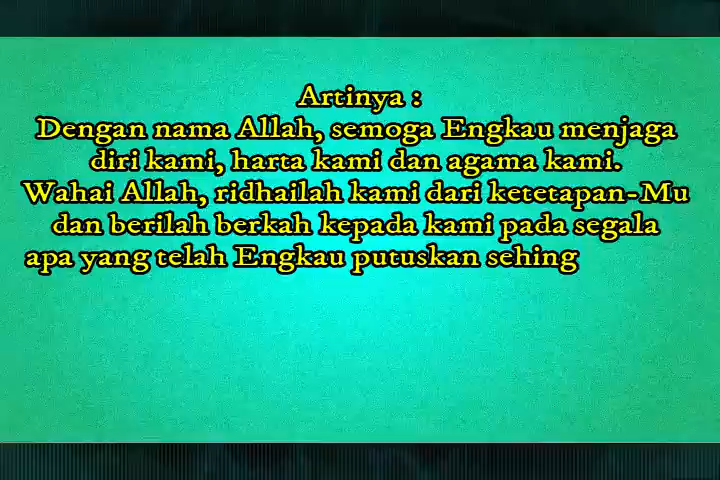 Artinya :
Dengan nama Allah, semoga Engkau menjaga
diri kami, harta kami dan agama kami.
Wahai Allah, ridhailah kami dari ketetapan-Mu
dan berilah berkah kepada kami pada segala
apa yang telah Engkau putuskan sehing